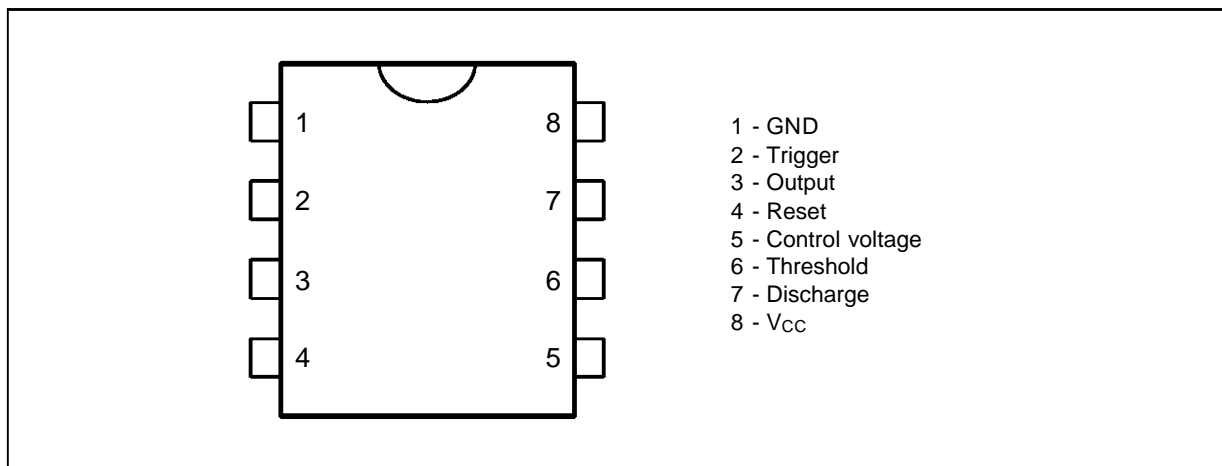 1 8
2 7
3 6
4 5
1 - GND
2 - Trigger
3 - Output
4 - Reset
5 - Control voltage
6 - Threshold
7 - Discharge
8 - VCC